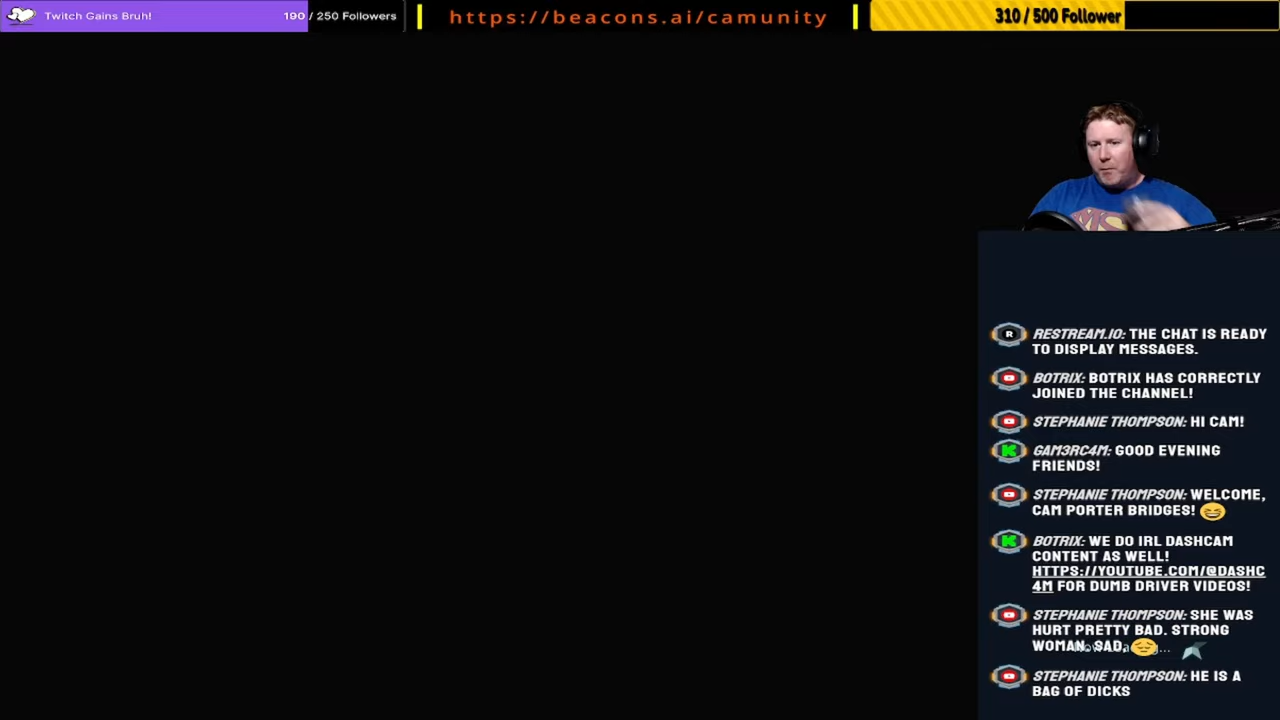 Twitch Gains Bruh!
190 / 250 Followers
https://beacons.ai/camunity
310 / 500 Follower
RESTREAM.IO: THE CHAT IS READY
TO DISPLAY MESSAGES.
BOTRIX: BOTRIX HAS CORRECTLY
JOINED THE CHANNEL!
STEPHANIE THOMPSON: HI CAM!
GAM3RC4M: GOOD EVENING
FRIENDS!
STEPHANIE THOMPSON: WELCOME,
CAM PORTER BRIDGES! 😆
BOTRIX: WE DO IRL DASHCAM
CONTENT AS WELL!
HTTPS://YOUTUBE.COM/@DASHC
4M FOR DUMB DRIVER VIDEOS!
STEPHANIE THOMPSON: SHE WAS
HURT PRETTY BAD. STRONG
WOMAN. SAD. 😔
STEPHANIE THOMPSON: HE IS A
BAG OF DICKS